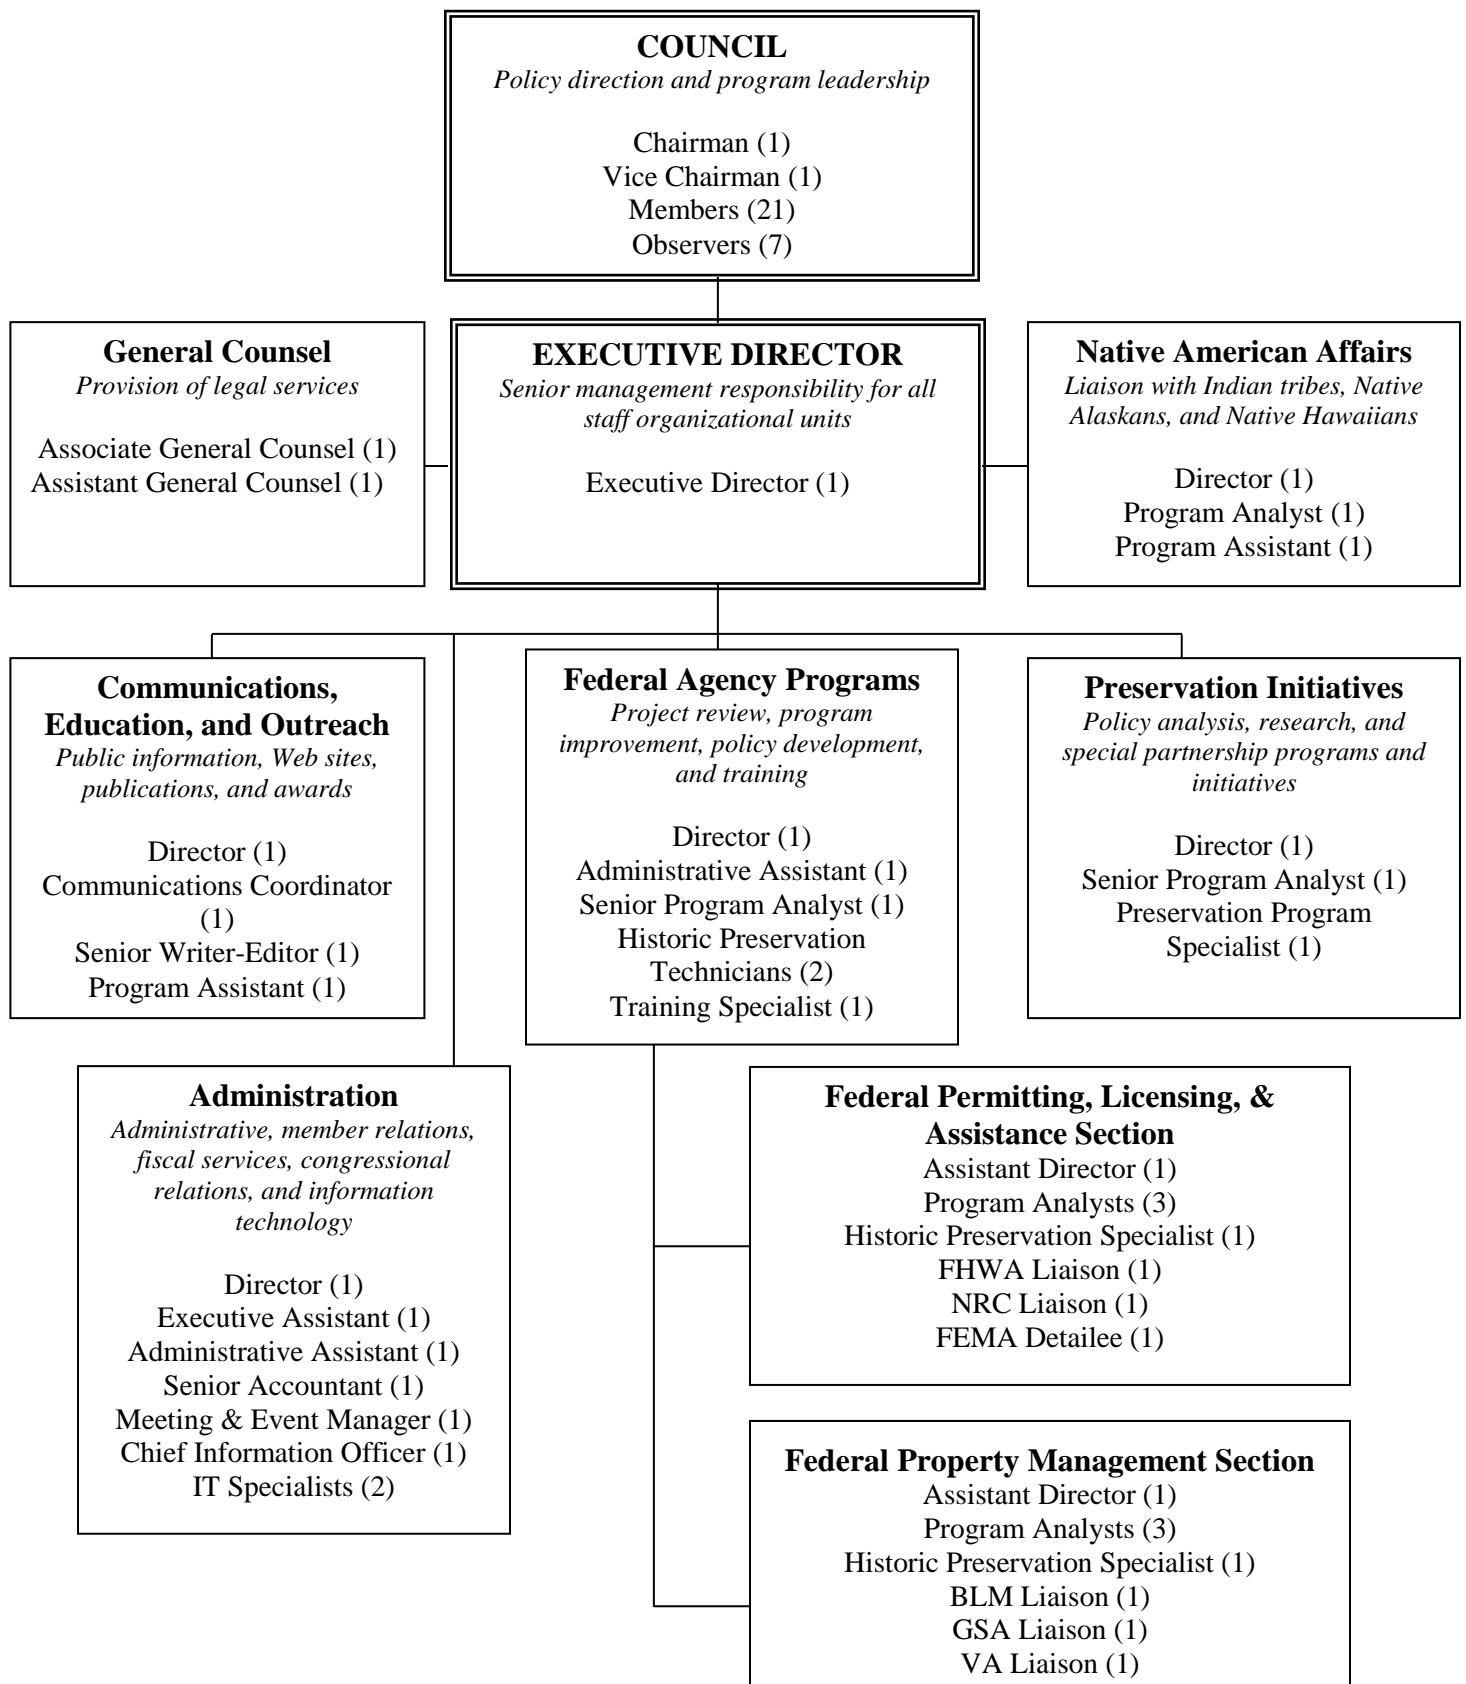 COUNCIL
Policy direction and program leadership
Chairman (1)
Vice Chairman (1)
Members (21)
Observers (7)
General Counsel
Provision of legal services
Associate General Counsel (1)
Assistant General Counsel (1)
EXECUTIVE DIRECTOR
Senior management responsibility for all
staff organizational units
Executive Director (1)
Native American Affairs
Liaison with Indian tribes, Native
Alaskans, and Native Hawaiians
Director (1)
Program Analyst (1)
Program Assistant (1)
Communications,
Education, and Outreach
Public information, Web sites,
publications, and awards
Director (1)
Communications Coordinator
(1)
Senior Writer-Editor (1)
Program Assistant (1)
Federal Agency Programs
Project review, program
improvement, policy development,
and training
Director (1)
Administrative Assistant (1)
Senior Program Analyst (1)
Historic Preservation
Technicians (2)
Training Specialist (1)
Preservation Initiatives
Policy analysis, research, and
special partnership programs and
initiatives
Director (1)
Senior Program Analyst (1)
Preservation Program
Specialist (1)
Administration
Administrative, member relations,
fiscal services, congressional
relations, and information
technology
Director (1)
Executive Assistant (1)
Administrative Assistant (1)
Senior Accountant (1)
Meeting & Event Manager (1)
Chief Information Officer (1)
IT Specialists (2)
Federal Permitting, Licensing, &
Assistance Section
Assistant Director (1)
Program Analysts (3)
Historic Preservation Specialist (1)
FHWA Liaison (1)
NRC Liaison (1)
FEMA Detailee (1)
Federal Property Management Section
Assistant Director (1)
Program Analysts (3)
Historic Preservation Specialist (1)
BLM Liaison (1)
GSA Liaison (1)
VA Liaison (1)